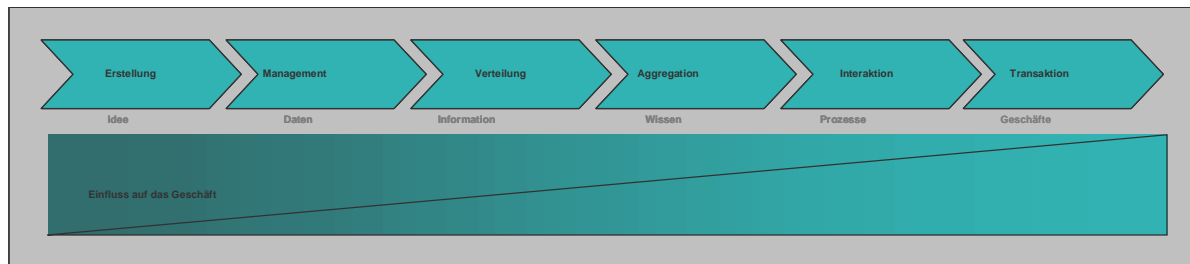 Erstellung
Management
Verteilung
Aggregation
Interaktion
Transaktion
Idee
Daten
Information
Wissen
Prozesse
Geschäfte
Einfluss auf das Geschäft